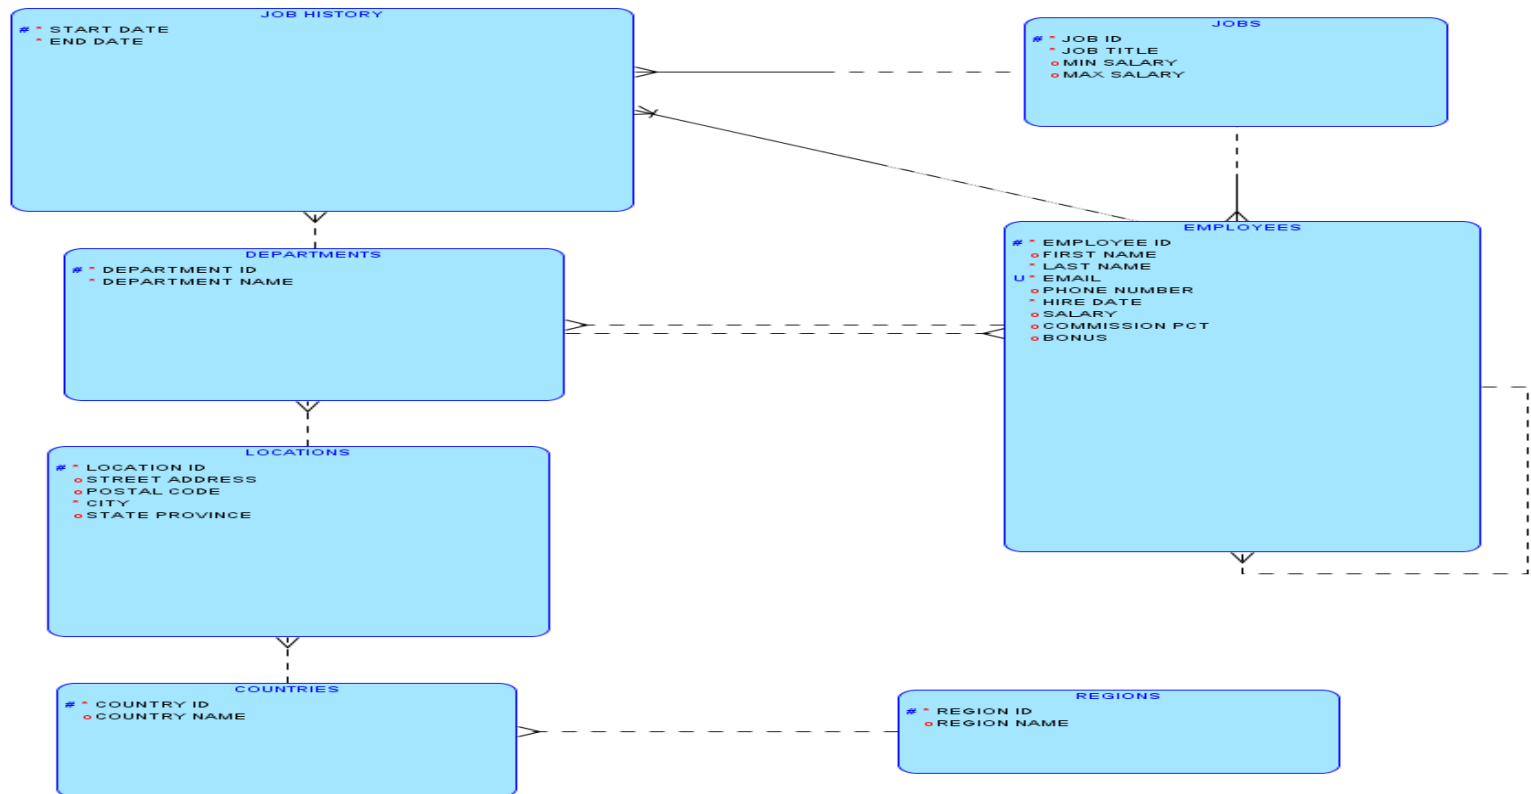 JOB HISTORY
# * START DATE
* END DATE
JOBS
# * JOB ID
* JOB TITLE
o MIN SALARY
o MAX SALARY
DEPARTMENTS
# * DEPARTMENT ID
* DEPARTMENT NAME
EMPLOYEES
# * EMPLOYEE ID
o FIRST NAME
* LAST NAME
U * EMAIL
o PHONE NUMBER
* HIRE DATE
o SALARY
o COMMISSION PCT
o BONUS
LOCATIONS
# * LOCATION ID
o STREET ADDRESS
o POSTAL CODE
* CITY
o STATE PROVINCE
COUNTRIES
# * COUNTRY ID
o COUNTRY NAME
REGIONS
# * REGION ID
o REGION NAME